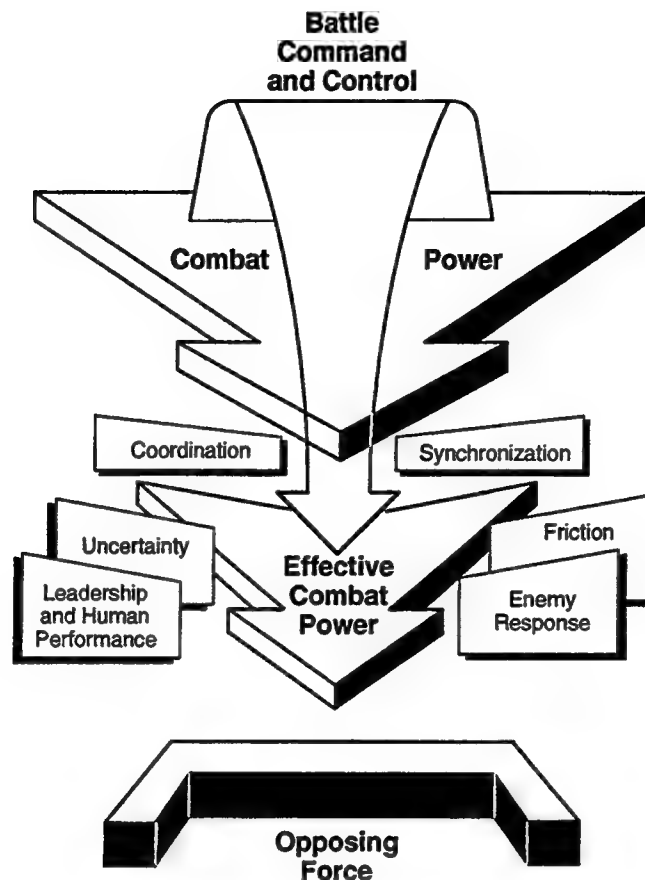 Battle
Command
and Control
Combat
Power
Coordination
Synchronization
Uncertainty
Friction
Leadership
and Human
Performance
Effective
Combat
Power
Enemy
Response
Opposing
Force